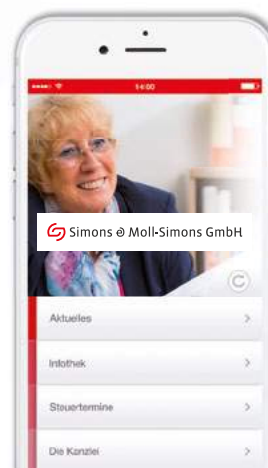 14:00
Simons & Moll-Simons GmbH
Aktuelles
Infothek
Steuertermine
Die Kanzlei